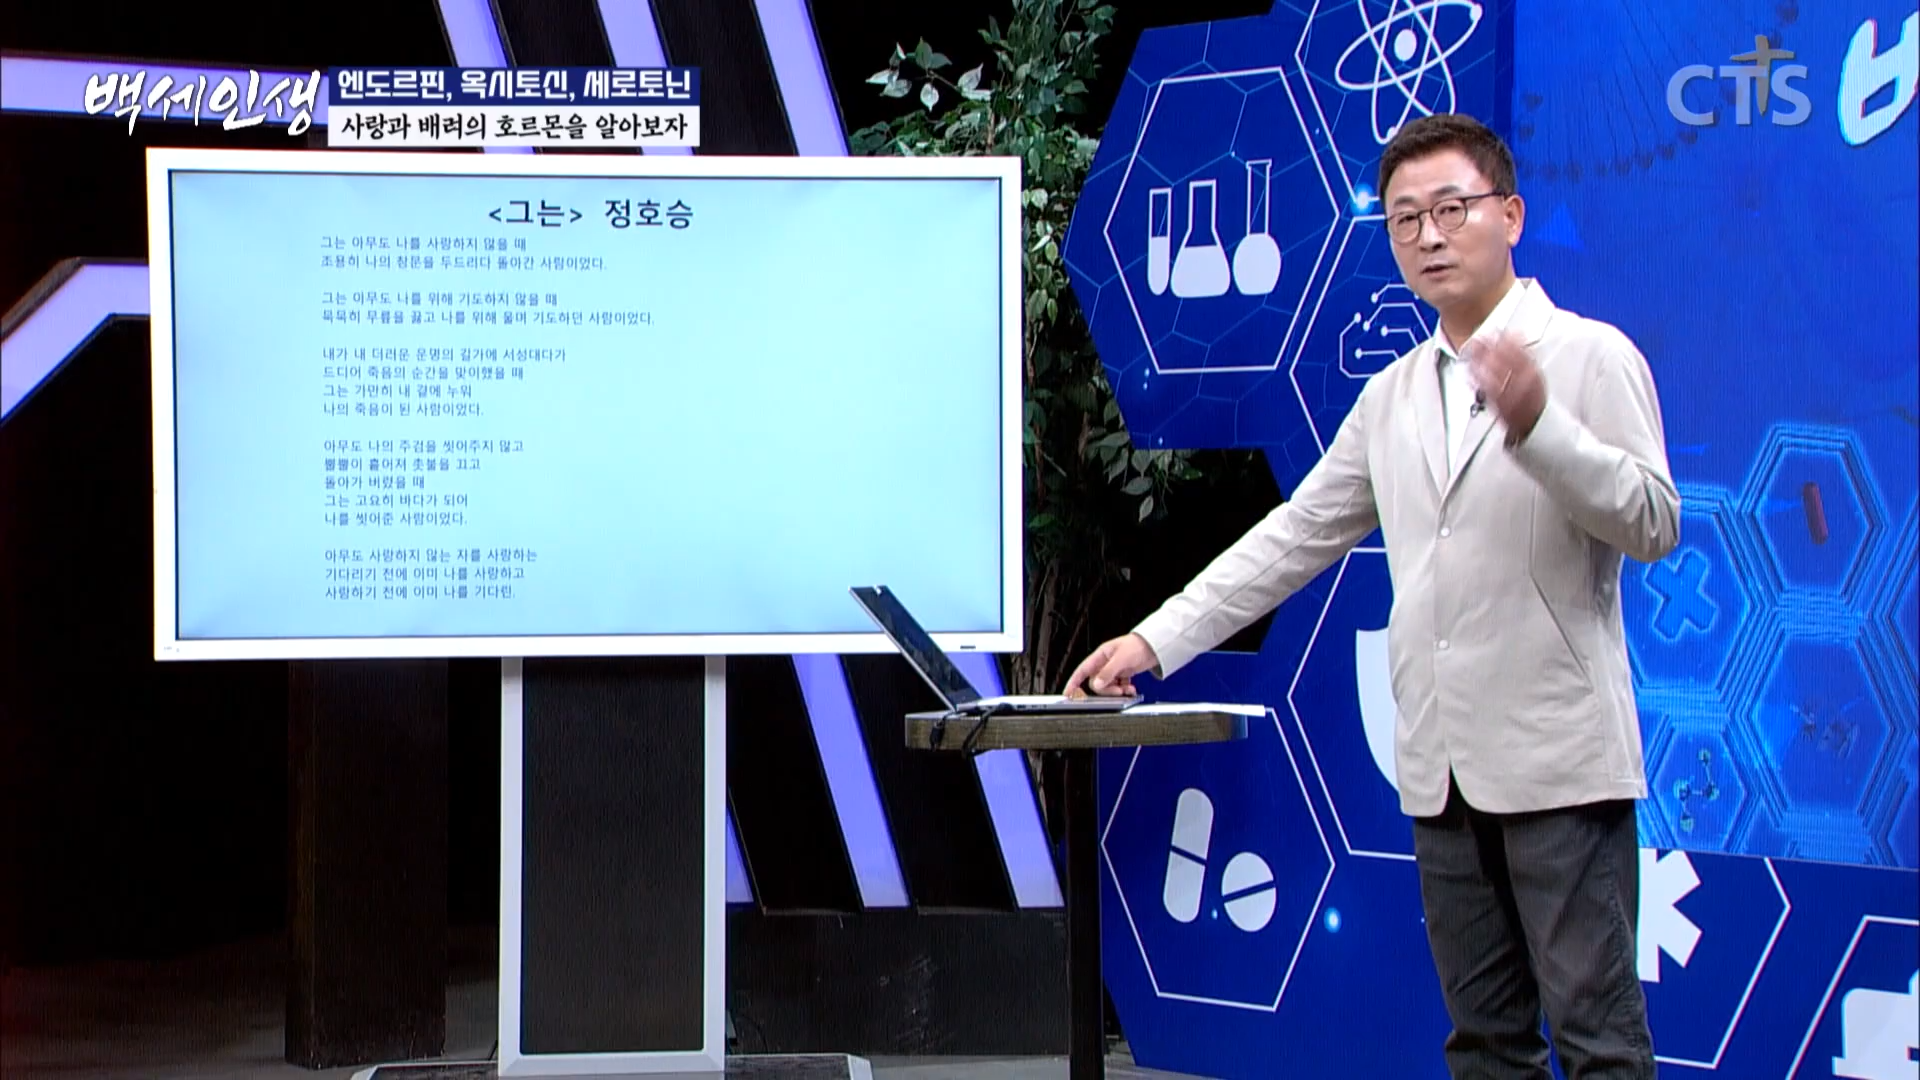 백세인생
엔도르핀, 옥시토신, 세로토닌
사랑과 배려의 호르몬을 알아보자
CTS
<그는> 정호승
그는 아무도 나를 사랑하지 않을 때
조용히 나의 창문을 두드리다 돌아간 사람이었다.
그는 아무도 나를 위해 기도하지 않을 때
묵묵히 무릎을 꿇고 나를 위해 울며 기도하던 사람이었다.
내가 내 더러운 운명의 길가에 서성대다가
드디어 죽음의 순간을 맞이했을 때
그는 가만히 내 곁에 누워
나의 죽음이 된 사람이었다.
아무도 나의 주검을 씻어주지 않고
뿔뿔이 흩어져 촛불을 끄고
돌아가 버렸을 때
그는 고요히 바다가 되어
나를 씻어준 사람이었다.
아무도 사랑하지 않는 자를 사랑하는
기다리기 전에 이미 나를 사랑하고
사랑하기 전에 이미 나를 기다린.